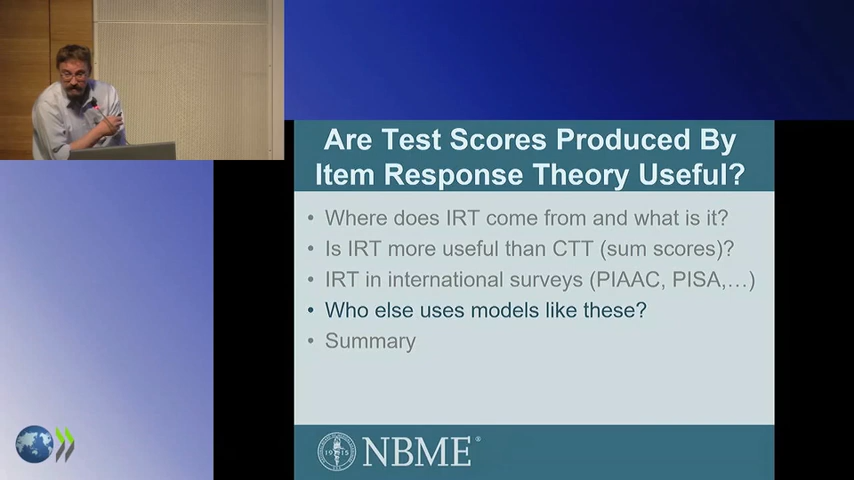 Are Test Scores Produced By
Item Response Theory Useful?
• Where does IRT come from and what is it?
• Is IRT more useful than CTT (sum scores)?
• IRT in international surveys (PIAAC, PISA,…)
• Who else uses models like these?
• Summary
1915
NBME®